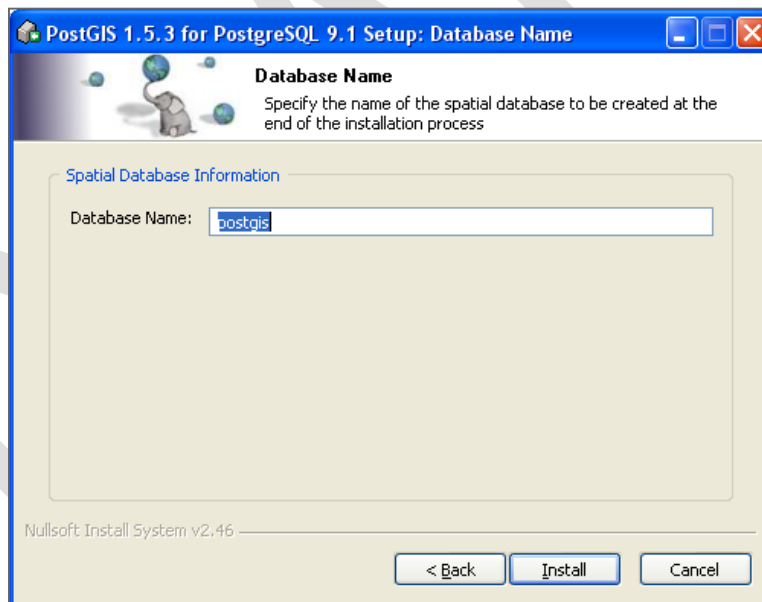 PostGIS 1.5.3 for PostgreSQL 9.1 Setup: Database Name
Database Name
Specify the name of the spatial database to be created at the
end of the installation process
Spatial Database Information
Database Name: postgis
Nullsoft Install System v2.46
< Back Install Cancel